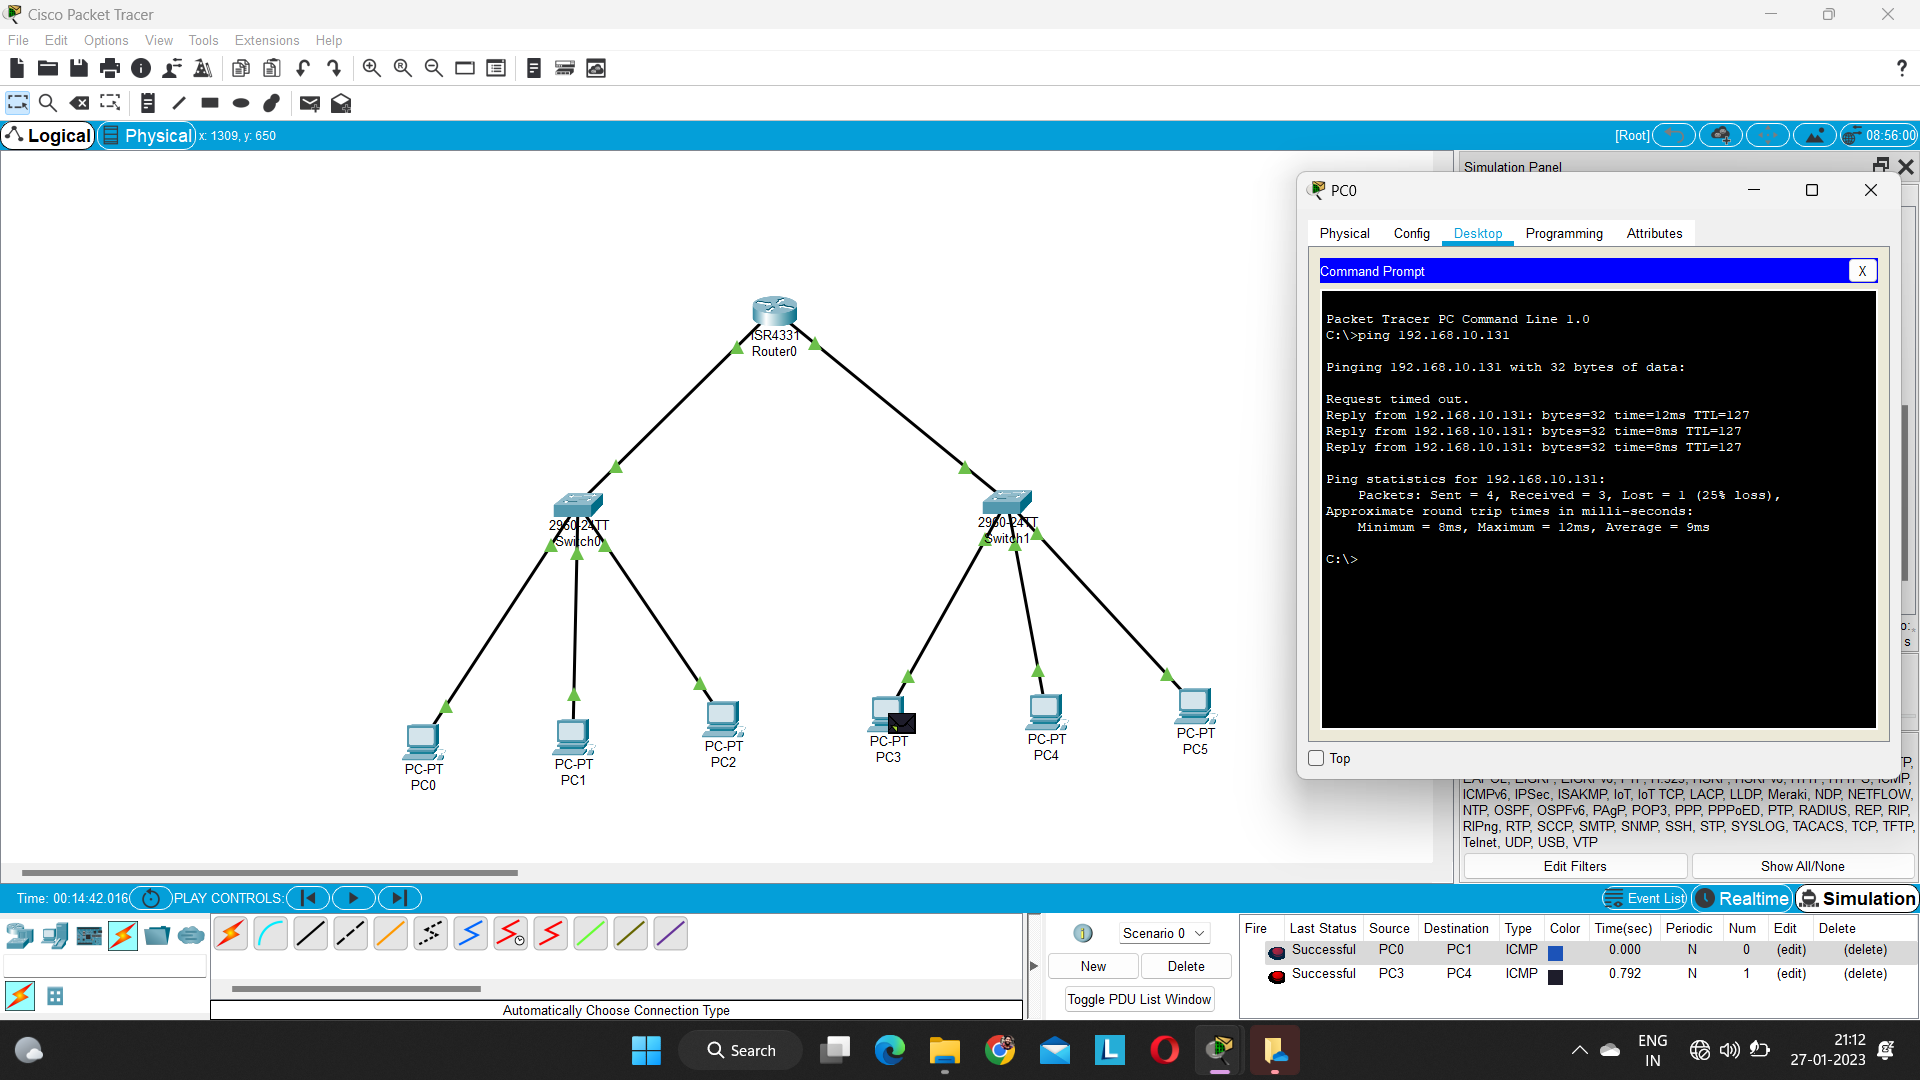 Cisco Packet Tracer
File Edit Options View Tools Extensions Help
?
Logical Physical x: 1309, y: 650 [Root] 08:56:00
Simulation Panel
PC0
Physical Config Desktop Programming Attributes
Command Prompt X
Packet Tracer PC Command Line 1.0
C:\>ping 192.168.10.131
Pinging 192.168.10.131 with 32 bytes of data:
Request timed out.
Reply from 192.168.10.131: bytes=32 time=12ms TTL=127
Reply from 192.168.10.131: bytes=32 time=8ms TTL=127
Reply from 192.168.10.131: bytes=32 time=8ms TTL=127
Ping statistics for 192.168.10.131:
Packets: Sent = 4, Received = 3, Lost = 1 (25% loss),
Approximate round trip times in milli-seconds:
Minimum = 8ms, Maximum = 12ms, Average = 9ms
C:\>
Top
ISR4331
Router0
2960-24TT
Switch0
2960-24TT
Switch1
PC-PT
PC0
PC-PT
PC1
PC-PT
PC2
PC-PT
PC3
PC-PT
PC4
PC-PT
PC5
ICMPv6, IPSec, ISAKMP, IoT, IoT TCP, LACP, LLDP, Meraki, NDP, NETFLOW,
NTP, OSPF, OSPFv6, PAgP, POP3, PPP, PPPoED, PTP, RADIUS, REP, RIP,
RIPng, RTP, SCCP, SMTP, SNMP, SSH, STP, SYSLOG, TACACS, TCP, TFTP,
Telnet, UDP, USB, VTP
Edit Filters Show All/None
Time: 00:14:42.016 PLAY CONTROLS: Event List Realtime Simulation
Automatically Choose Connection Type
1 Scenario 0
New Delete
Toggle PDU List Window
Fire Last Status Source Destination Type Color Time(sec) Periodic Num Edit Delete
Successful PC0 PC1 ICMP 0.000 N 0 (edit) (delete)
Successful PC3 PC4 ICMP 0.792 N 1 (edit) (delete)
Search
L
ENG
IN
21:12
27-01-2023